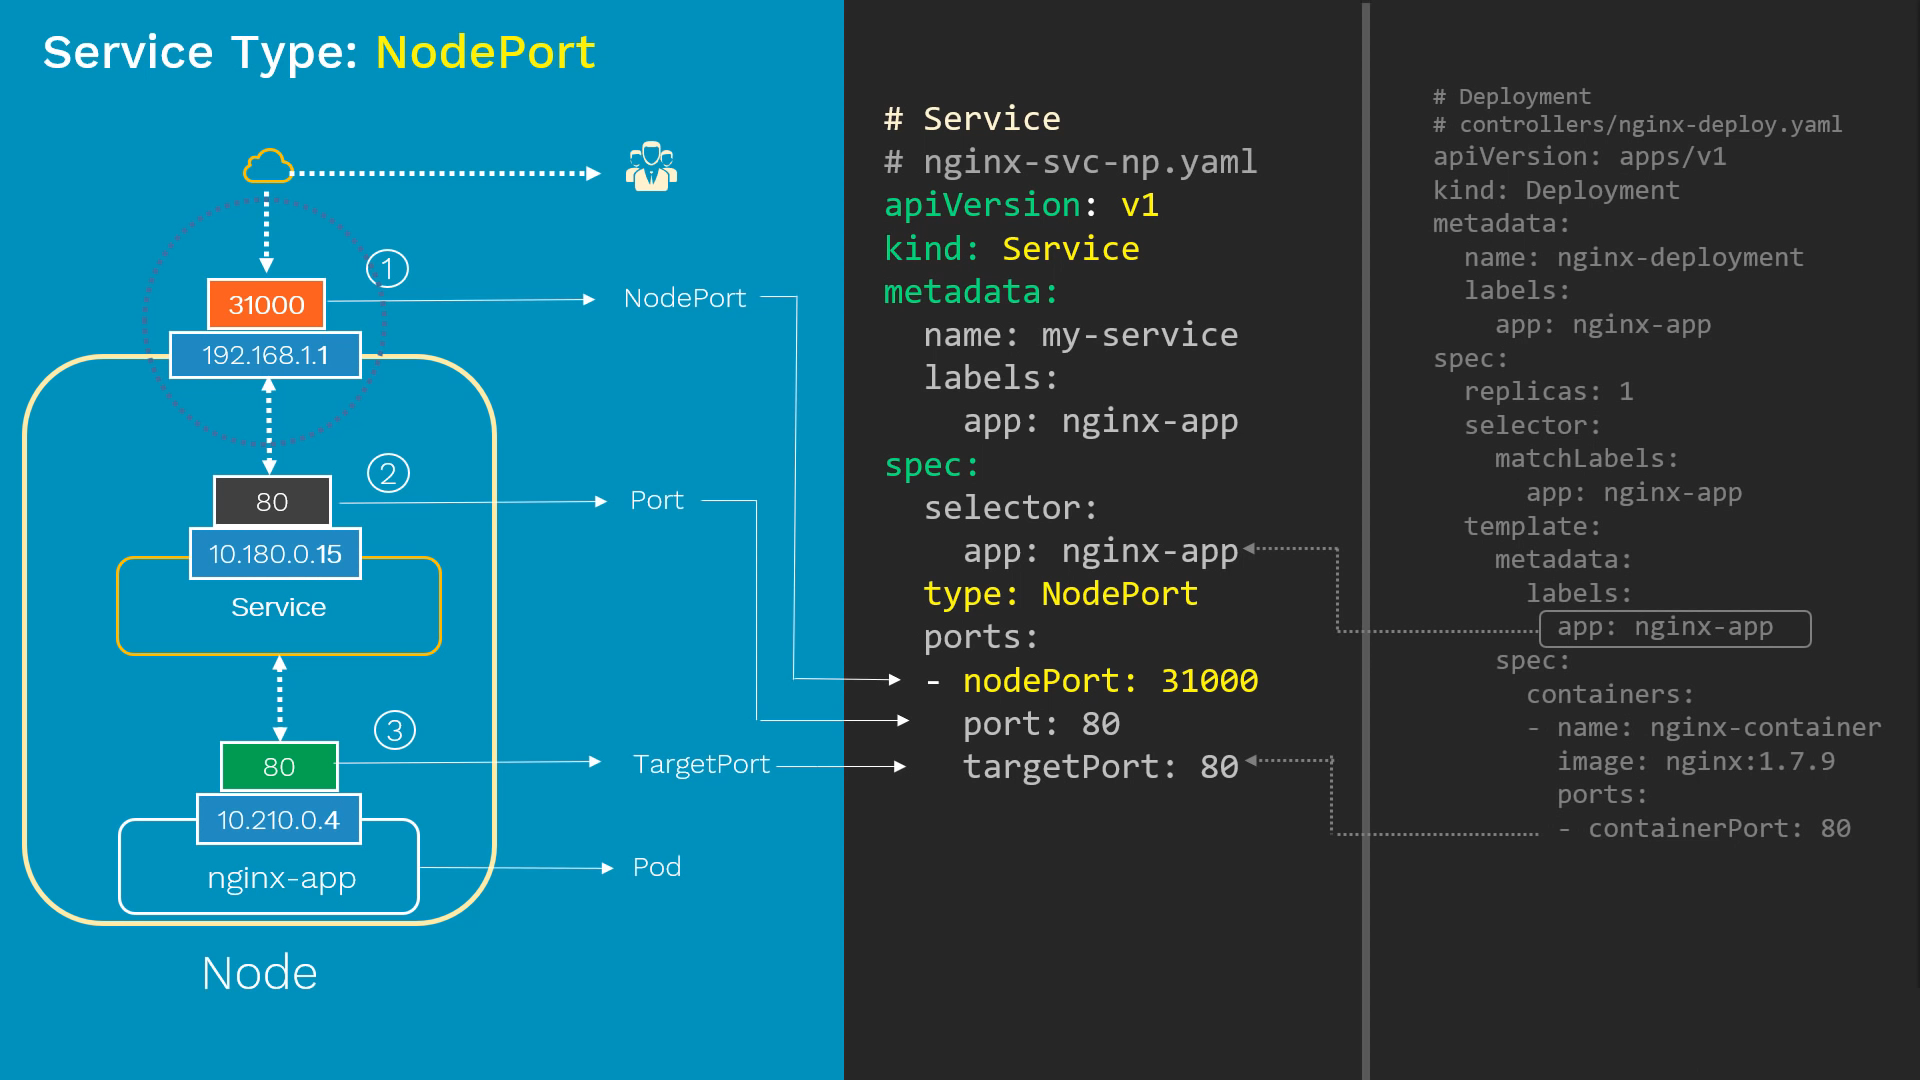 Service Type: NodePort
1
31000
NodePort
192.168.1.1
2
80
Port
10.180.0.15
Service
3
80
TargetPort
10.210.0.4
nginx-app
Pod
Node
# Service
# nginx-svc-np.yaml
apiVersion: v1
kind: Service
metadata:
  name: my-service
  labels:
    app: nginx-app
spec:
  selector:
    app: nginx-app
  type: NodePort
  ports:
  - nodePort: 31000
    port: 80
    targetPort: 80
# Deployment
# controllers/nginx-deploy.yaml
apiVersion: apps/v1
kind: Deployment
metadata:
  name: nginx-deployment
  labels:
    app: nginx-app
spec:
  replicas: 1
  selector:
    matchLabels:
      app: nginx-app
  template:
    metadata:
      labels:
        app: nginx-app
    spec:
      containers:
      - name: nginx-container
        image: nginx:1.7.9
        ports:
        - containerPort: 80